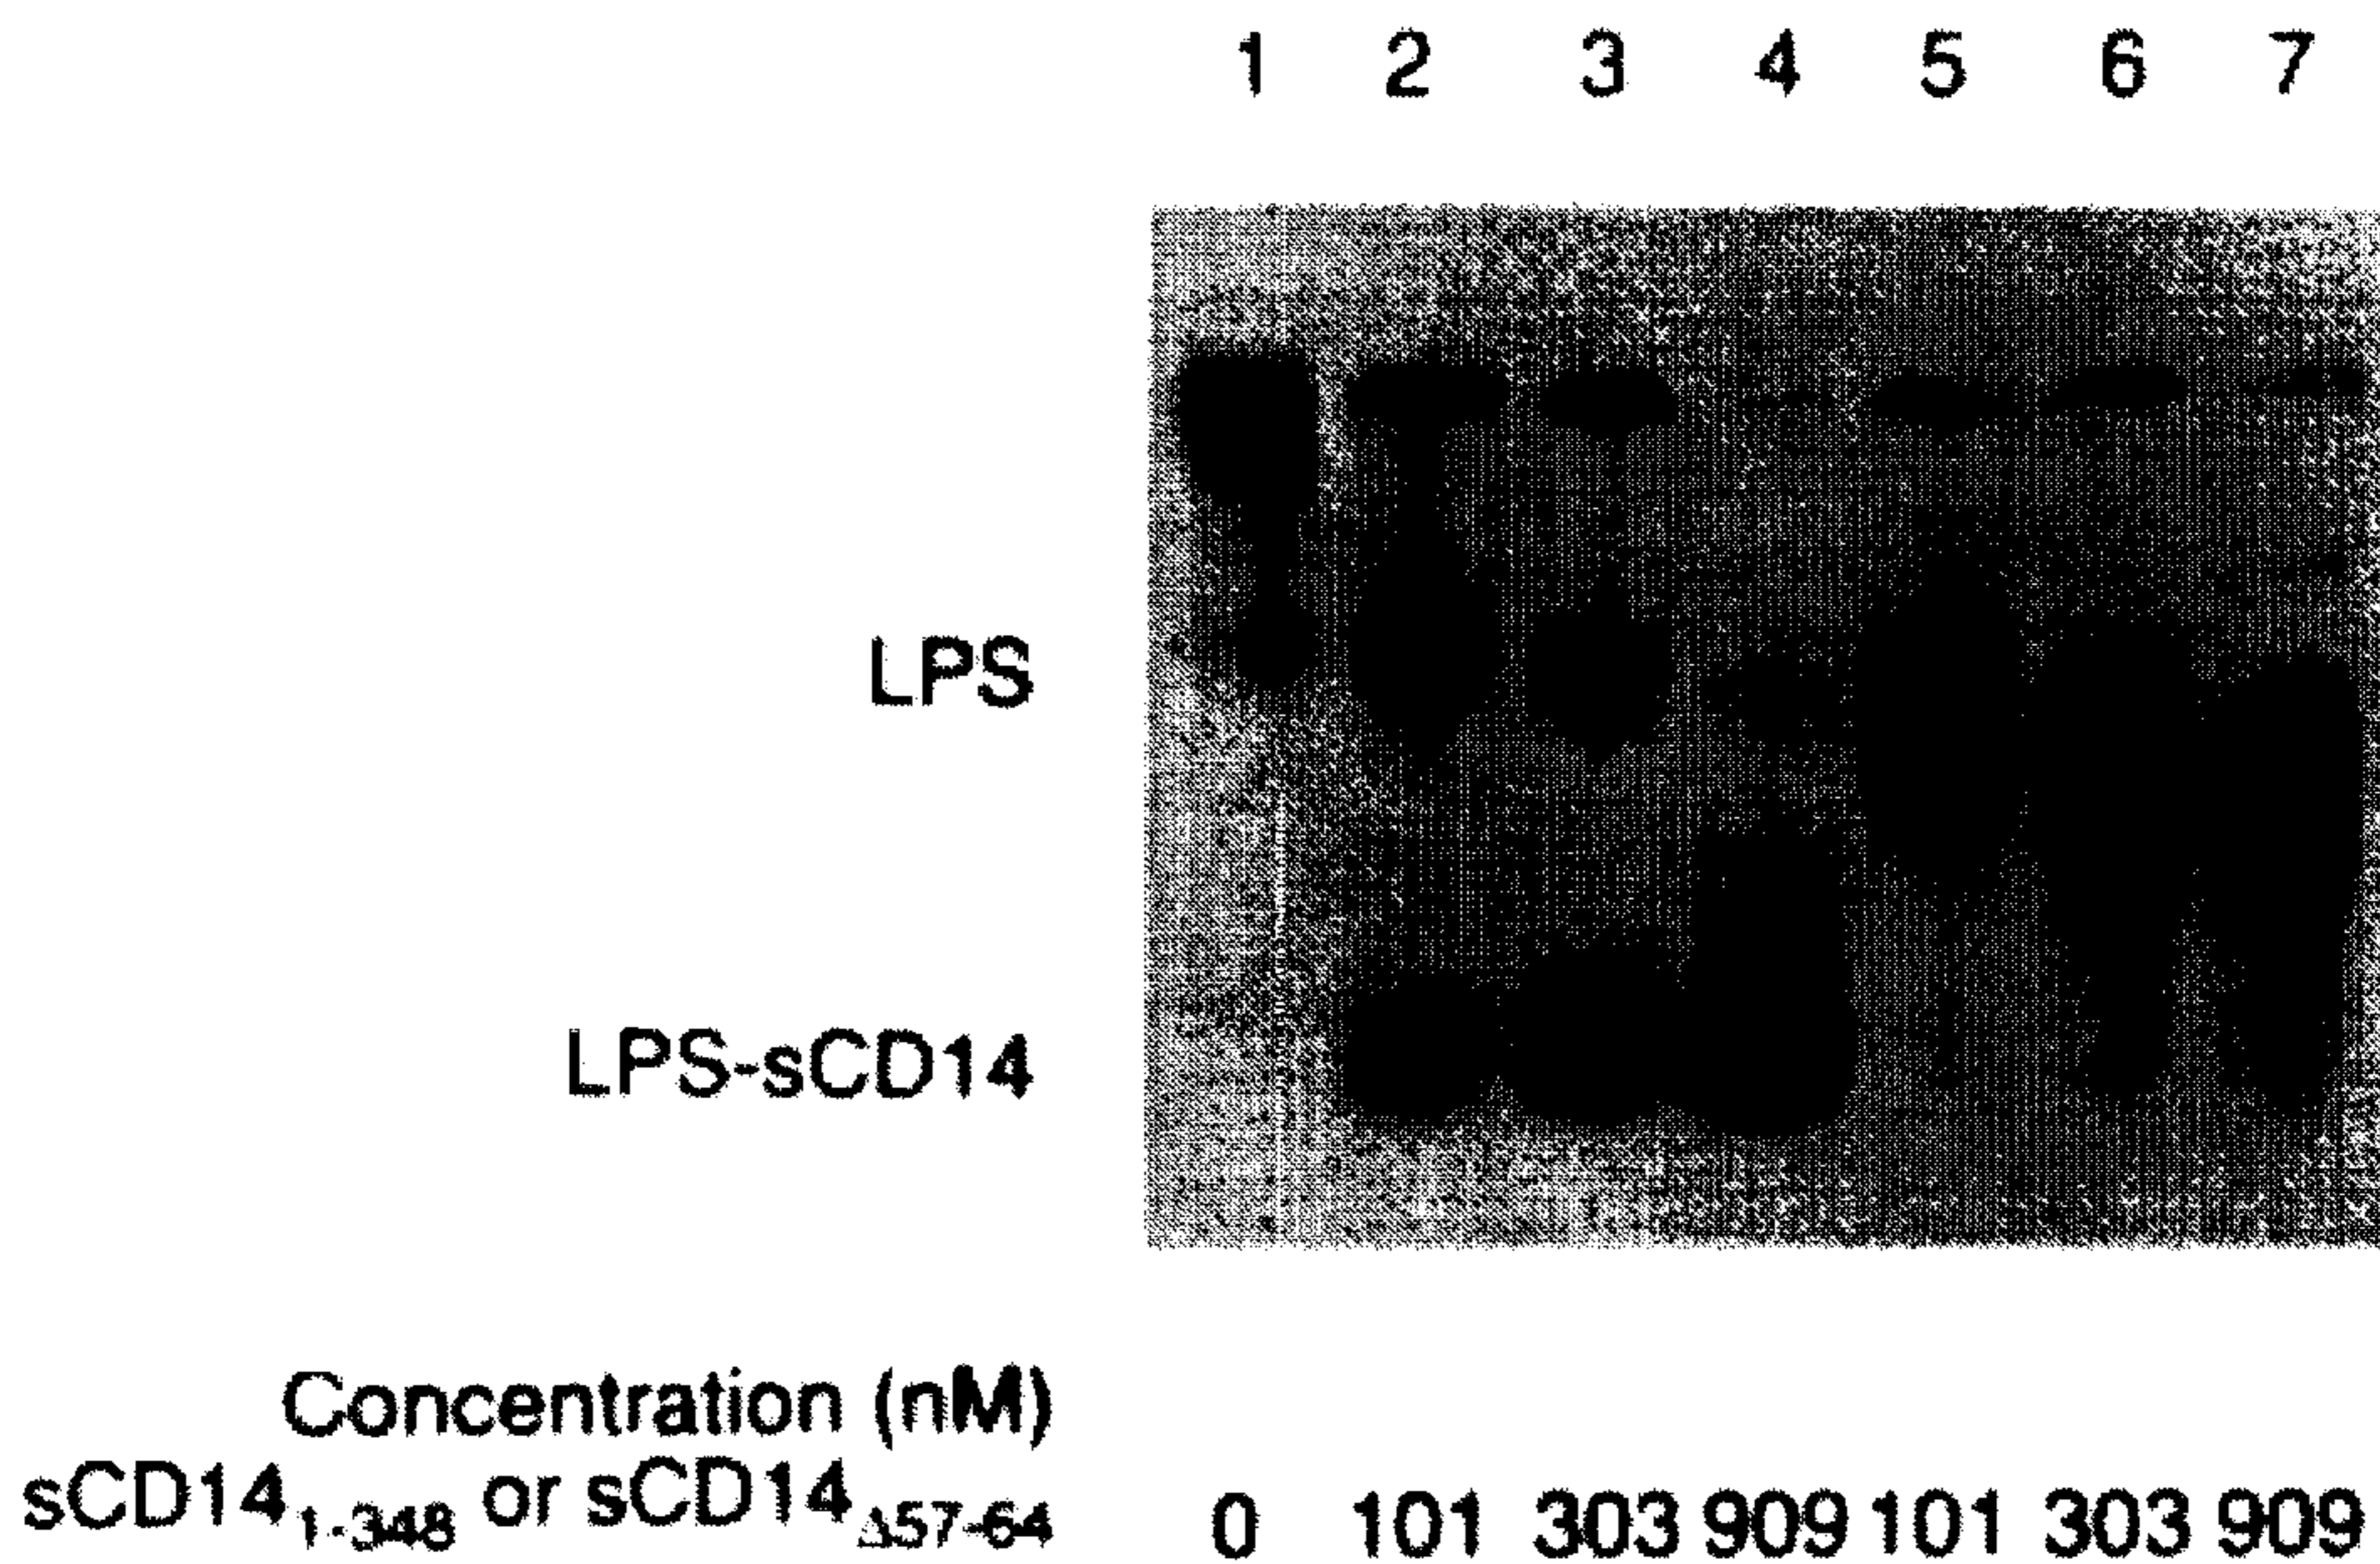 1 2 3 4 5 6 7
LPS
LPS-sCD14
Concentration (nM)
sCD14₁₋₃₄₈ or sCD14Δ57-64 0 101 303 909 101 303 909